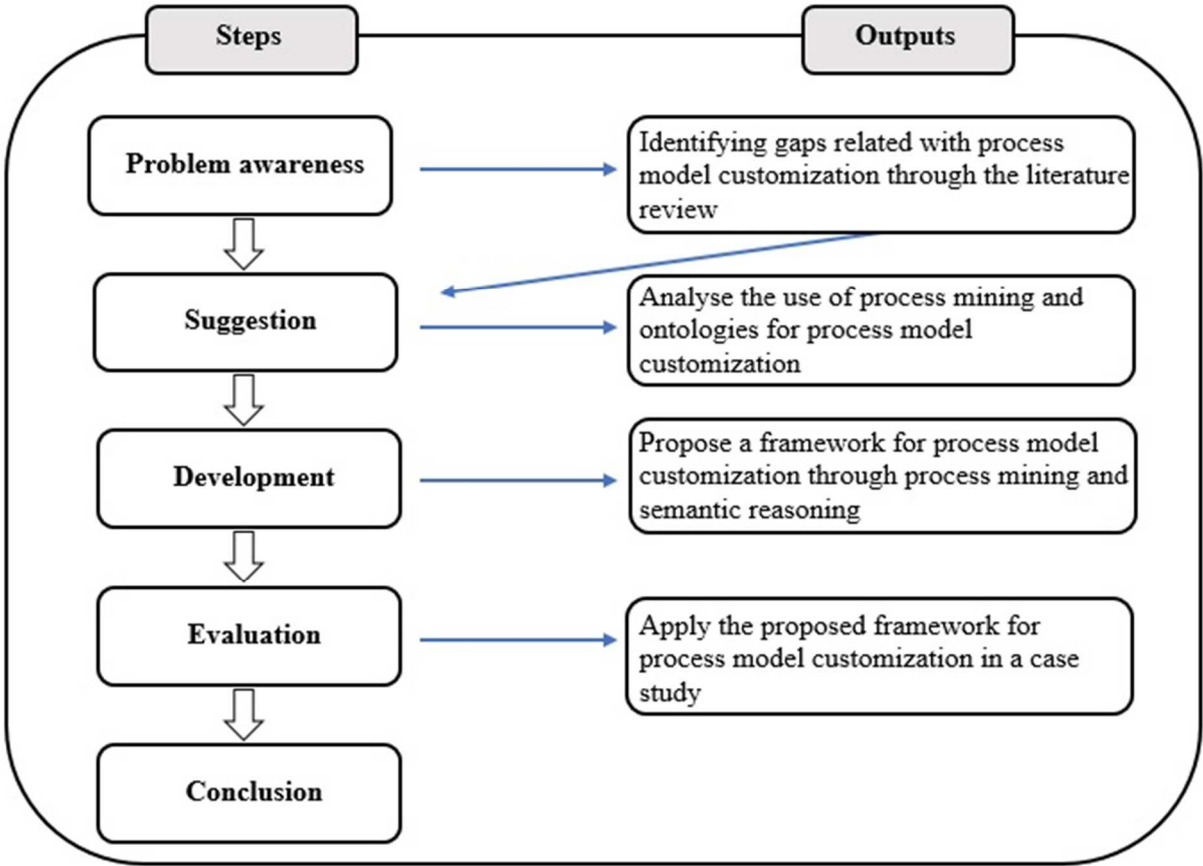 Steps
Outputs
Problem awareness
Identifying gaps related with process
model customization through the literature
review
Suggestion
Analyse the use of process mining and
ontologies for process model
customization
Development
Propose a framework for process model
customization through process mining and
semantic reasoning
Evaluation
Apply the proposed framework for
process model customization in a case
study
Conclusion